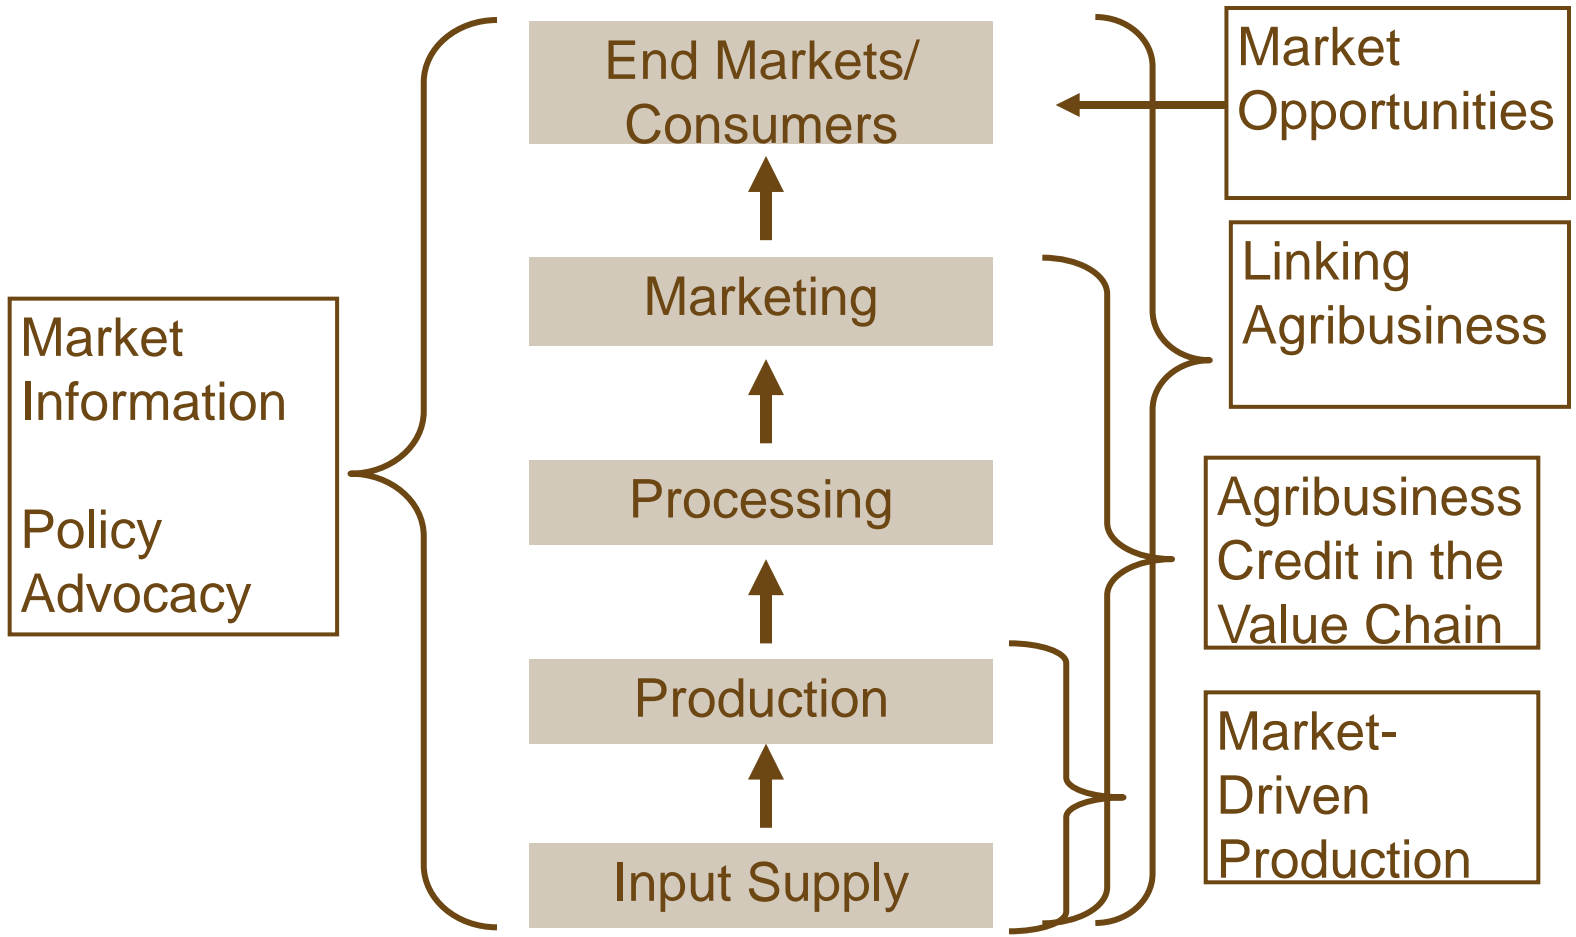 End Markets/
Consumers
Marketing
Processing
Production
Input Supply
Market
Information
Policy
Advocacy
Market
Opportunities
Linking
Agribusiness
Agribusiness
Credit in the
Value Chain
Market-
Driven
Production